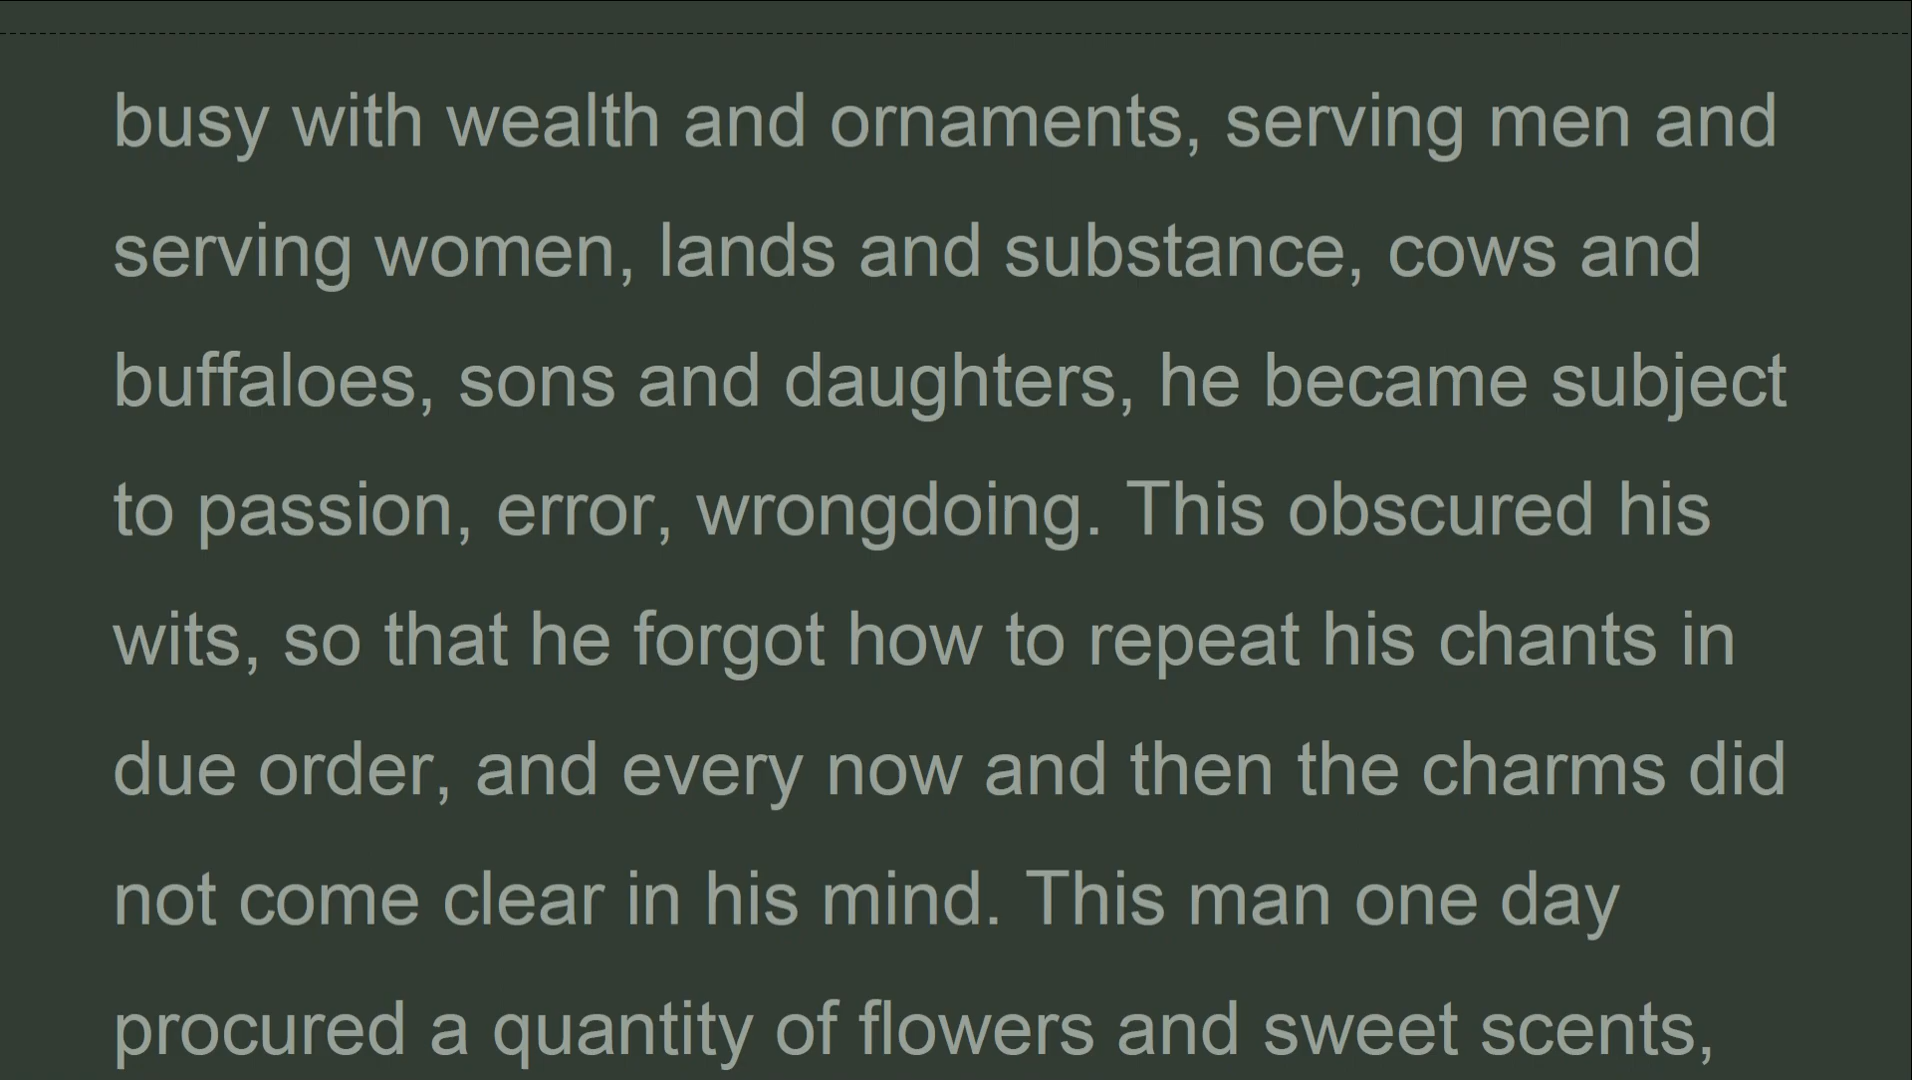 busy with wealth and ornaments, serving men and
serving women, lands and substance, cows and
buffaloes, sons and daughters, he became subject
to passion, error, wrongdoing. This obscured his
wits, so that he forgot how to repeat his chants in
due order, and every now and then the charms did
not come clear in his mind. This man one day
procured a quantity of flowers and sweet scents,